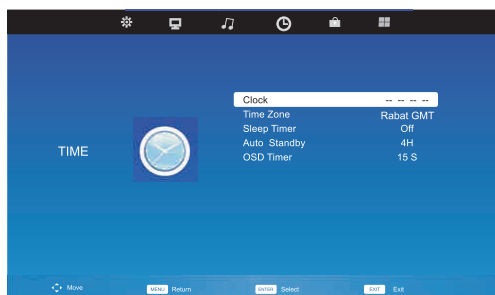 Clock -- -- -- --
Time Zone Rabat GMT
Sleep Timer Off
TIME
Auto Standby 4H
OSD Timer 15 S
Move MENU Return ENTER Select EXIT Exit